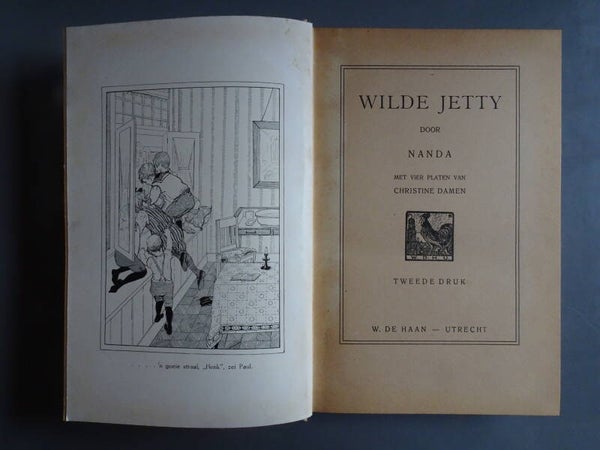 . . . . 'n goeie straal, „Henk", zei Paul.
WILDE JETTY
DOOR
NANDA
MET VIER PLATEN VAN
CHRISTINE DAMEN
W. D. H. U.
TWEEDE DRUK
W. DE HAAN — UTRECHT